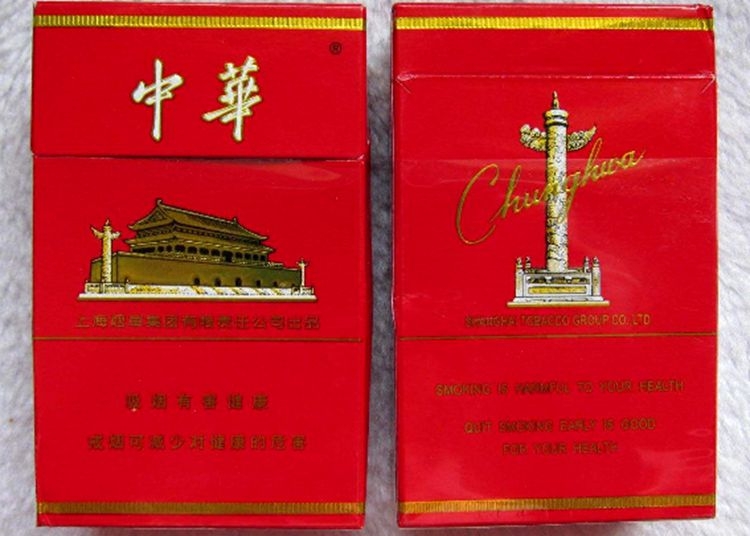 中華
®
上海烟草集团有限责任公司出品
吸烟有害健康
戒烟可减少对健康的危害
Chunghwa
SHANGHAI TOBACCO GROUP CO. LTD
SMOKING IS HARMFUL TO YOUR HEALTH
QUIT SMOKING EARLY IS GOOD
FOR YOUR HEALTH